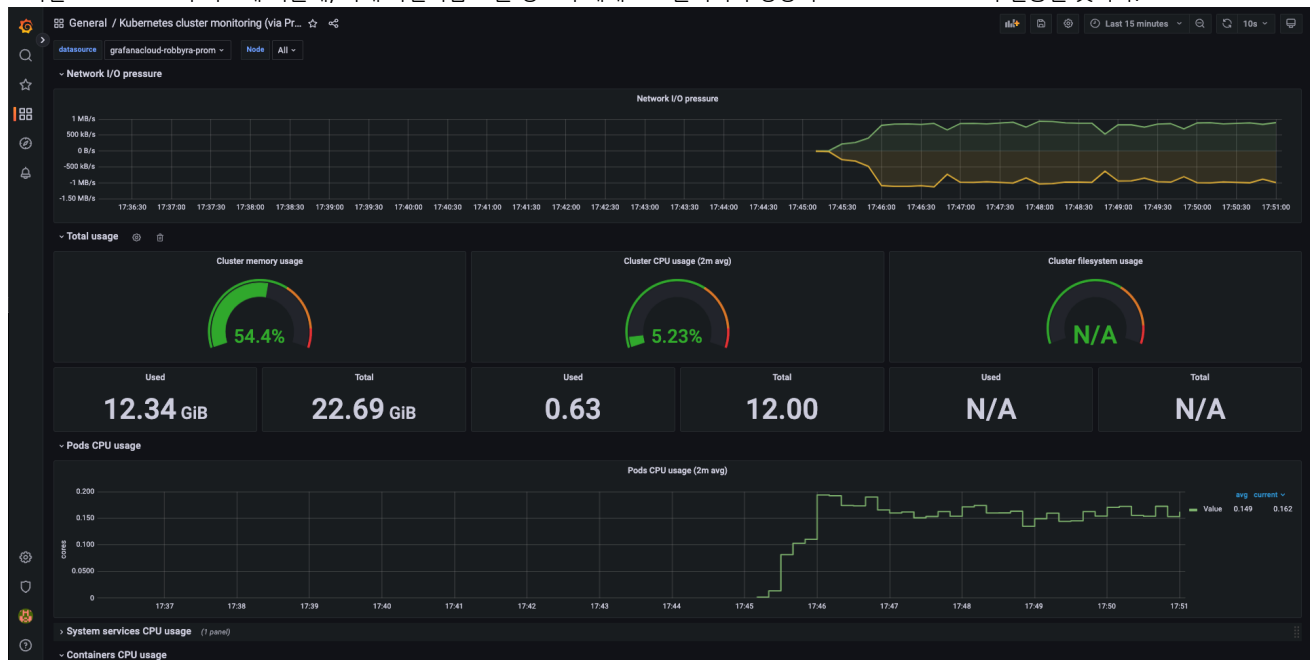 General / Kubernetes cluster monitoring (via Pr...
Last 15 minutes
10s
datasource grafanacloud-robbyra-prom Node All
Network I/O pressure
Network I/O pressure
1 MB/s
500 kB/s
0 B/s
-500 kB/s
-1 MB/s
-1.50 MB/s
17:36:30 17:37:00 17:37:30 17:38:00 17:38:30 17:39:00 17:39:30 17:40:00 17:40:30 17:41:00 17:41:30 17:42:00 17:42:30 17:43:00 17:43:30 17:44:00 17:44:30 17:45:00 17:45:30 17:46:00 17:46:30 17:47:00 17:47:30 17:48:00 17:48:30 17:49:00 17:49:30 17:50:00 17:50:30 17:51:00
Total usage
Cluster memory usage
54.4%
Cluster CPU usage (2m avg)
5.23%
Cluster filesystem usage
N/A
Used
12.34 GiB
Total
22.69 GiB
Used
0.63
Total
12.00
Used
N/A
Total
N/A
Pods CPU usage
Pods CPU usage (2m avg)
cores
0.200
0.150
0.100
0.0500
0
17:37 17:38 17:39 17:40 17:41 17:42 17:43 17:44 17:45 17:46 17:47 17:48 17:49 17:50 17:51
avg current
Value 0.149 0.162
System services CPU usage (1 panel)
Containers CPU usage